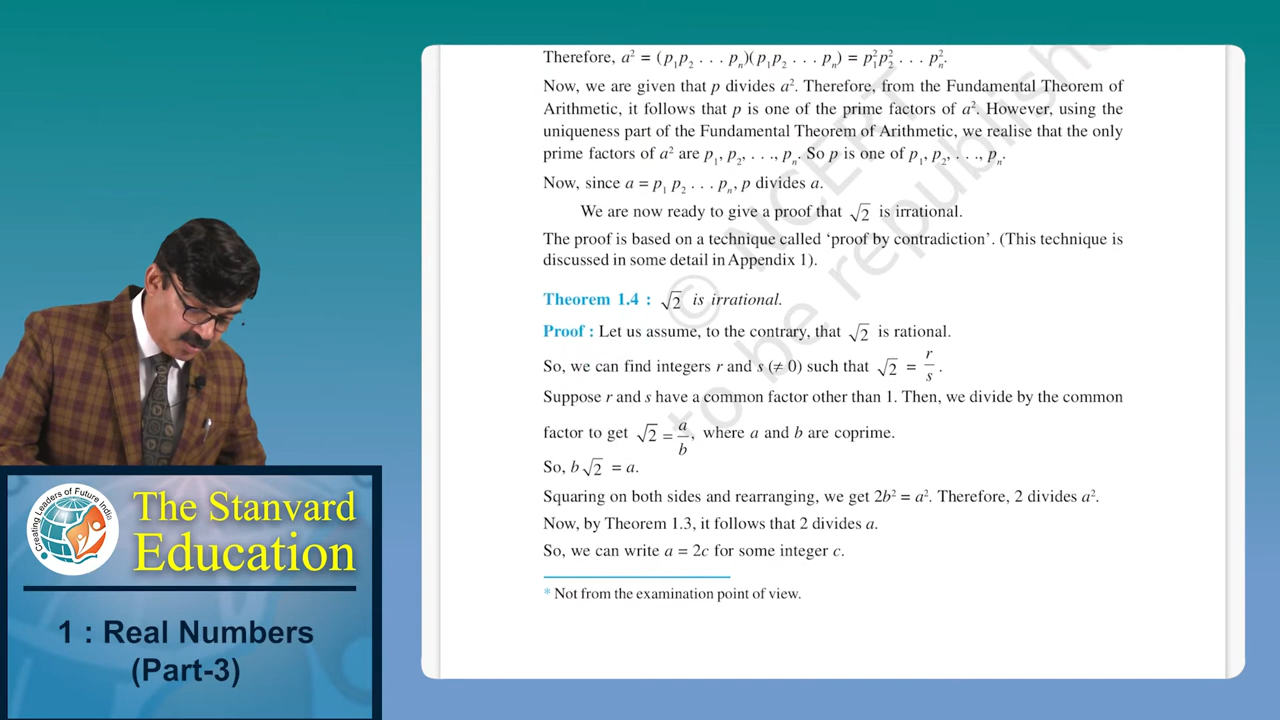 Therefore, a² = (p₁p₂ . . . pₙ)(p₁p₂ . . . pₙ) = p₁²p₂² . . . pₙ².
Now, we are given that p divides a². Therefore, from the Fundamental Theorem of
Arithmetic, it follows that p is one of the prime factors of a². However, using the
uniqueness part of the Fundamental Theorem of Arithmetic, we realise that the only
prime factors of a² are p₁, p₂, . . ., pₙ. So p is one of p₁, p₂, . . ., pₙ.
Now, since a = p₁ p₂ . . . pₙ, p divides a.
We are now ready to give a proof that √2 is irrational.
The proof is based on a technique called ‘proof by contradiction’. (This technique is
discussed in some detail in Appendix 1).
Theorem 1.4 : √2 is irrational.
Proof : Let us assume, to the contrary, that √2 is rational.
So, we can find integers r and s (≠ 0) such that √2 = r/s.
Suppose r and s have a common factor other than 1. Then, we divide by the common
factor to get √2 = a/b, where a and b are coprime.
So, b√2 = a.
Squaring on both sides and rearranging, we get 2b² = a². Therefore, 2 divides a².
Now, by Theorem 1.3, it follows that 2 divides a.
So, we can write a = 2c for some integer c.
* Not from the examination point of view.
© NCERT
to be republished
Creating Leaders of Future India
The Stanvard
Education
1 : Real Numbers
(Part-3)